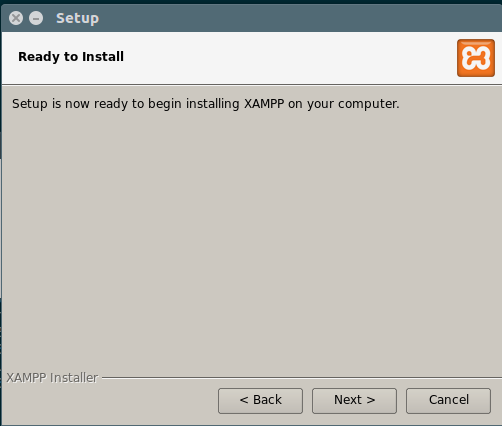 Setup
Ready to Install
Setup is now ready to begin installing XAMPP on your computer.
XAMPP Installer
< Back
Next >
Cancel